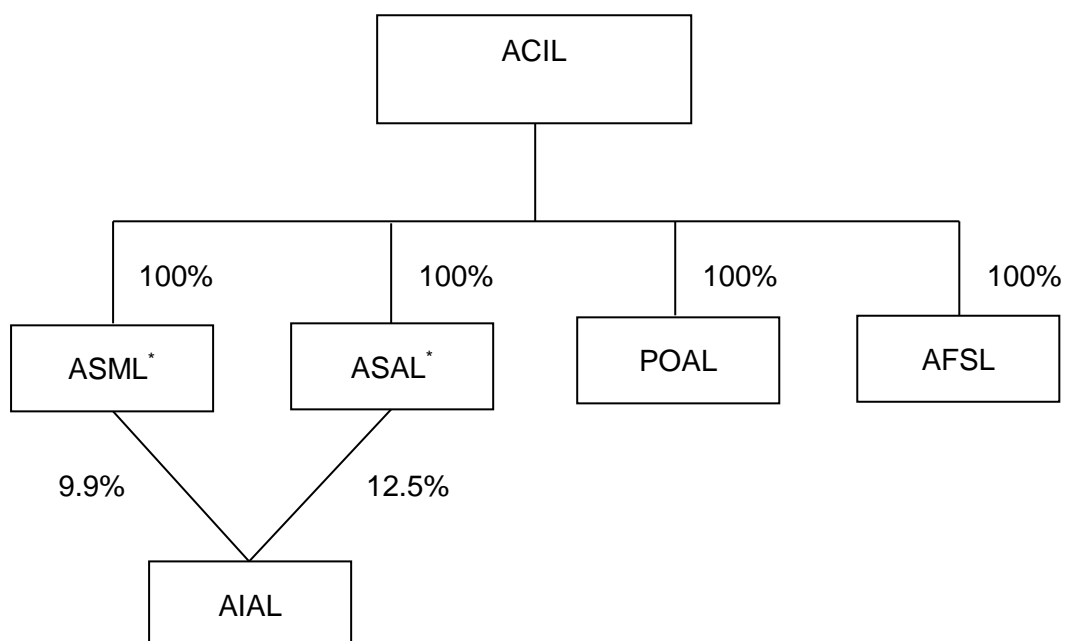 ACIL
100%
100%
100%
100%
ASML*
ASAL*
POAL
AFSL
9.9%
12.5%
AIAL